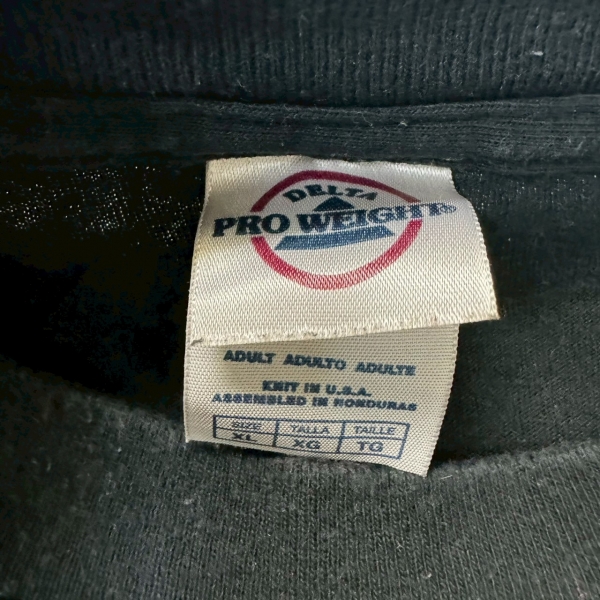 DELTA
PRO WEIGHT®
ADULT ADULTO ADULTE
KNIT IN U.S.A.
ASSEMBLED IN HONDURAS
SIZE TALLA TAILLE
XL XG TG